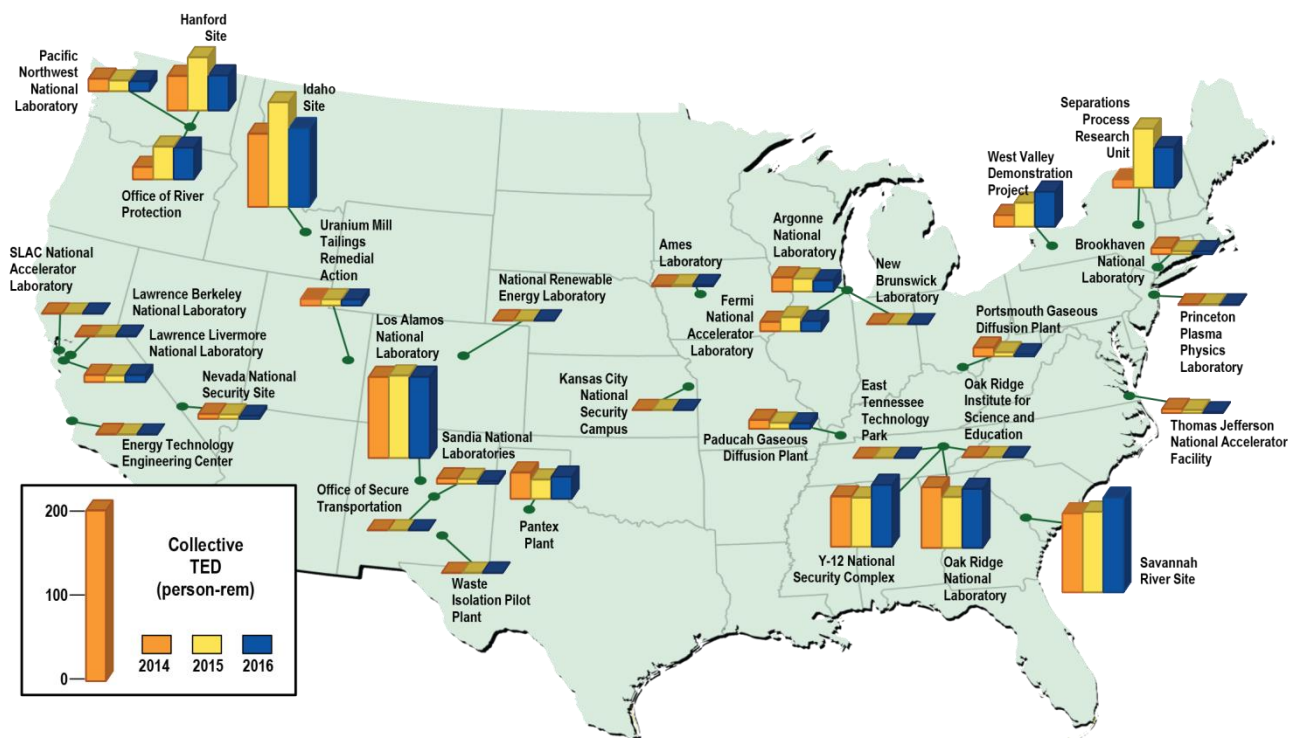 Hanford
Site
Pacific
Northwest
National
Laboratory
Idaho
Site
Office of River
Protection
Separations
Process
Research
Unit
West Valley
Demonstration
Project
Uranium Mill
Tailings
Remedial
Action
SLAC National
Accelerator
Laboratory
Lawrence Berkeley
National Laboratory
Lawrence Livermore
National Laboratory
Nevada National
Security Site
Energy Technology
Engineering Center
Los Alamos
National
Laboratory
National Renewable
Energy Laboratory
Ames
Laboratory
Argonne
National
Laboratory
New
Brunswick
Laboratory
Fermi
National
Accelerator
Laboratory
Brookhaven
National
Laboratory
Portsmouth Gaseous
Diffusion Plant
Princeton
Plasma
Physics
Laboratory
Kansas City
National
Security
Campus
East
Tennessee
Technology
Park
Oak Ridge
Institute for
Science and
Education
Paducah Gaseous
Diffusion Plant
Thomas Jefferson
National Accelerator
Facility
Sandia National
Laboratories
Office of Secure
Transportation
Pantex
Plant
Waste
Isolation Pilot
Plant
Y-12 National
Security Complex
Oak Ridge
National
Laboratory
Savannah
River Site
200
100
0
Collective
TED
(person-rem)
2014 2015 2016